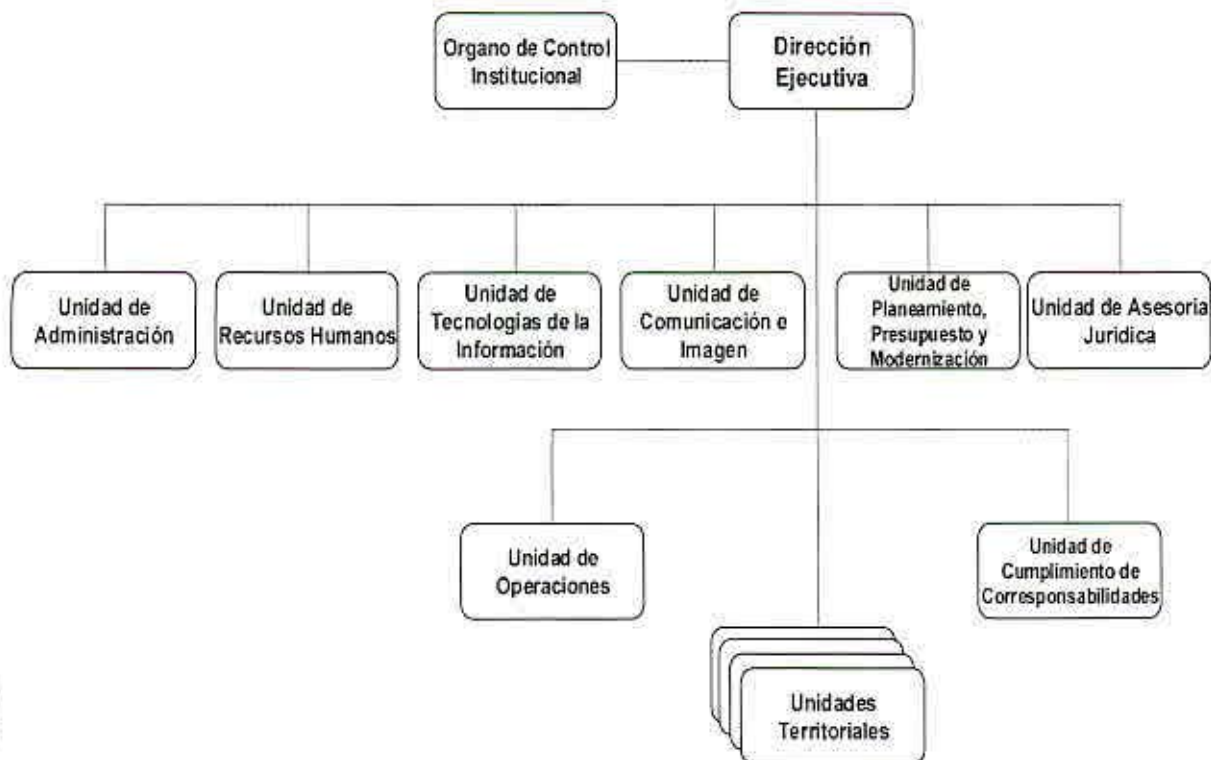 Organo de Control
Institucional
Dirección
Ejecutiva
Unidad de
Administración
Unidad de
Recursos Humanos
Unidad de
Tecnologías de la
Información
Unidad de
Comunicación e
Imagen
Unidad de
Planeamiento,
Presupuesto y
Modernización
Unidad de Asesoría
Jurídica
Unidad de
Operaciones
Unidad de
Cumplimiento de
Corresponsabilidades
Unidades
Territoriales